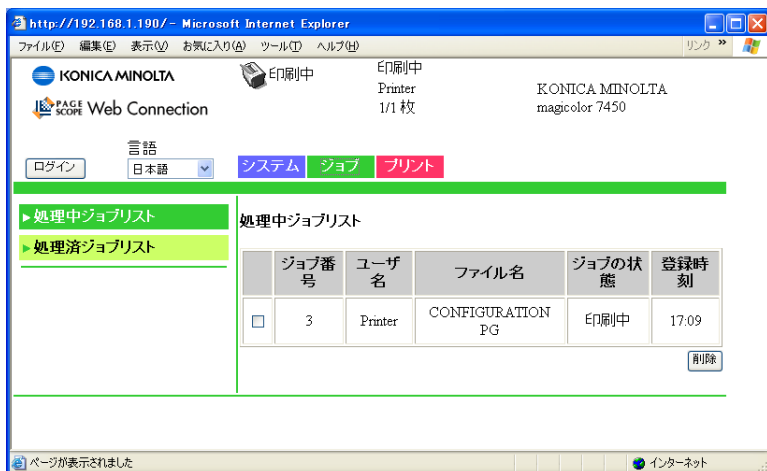 http://192.168.1.190/ - Microsoft Internet Explorer
ファイル(F) 編集(E) 表示(V) お気に入り(A) ツール(T) ヘルプ(H) リンク »
KONICA MINOLTA
印刷中
印刷中
Printer
1/1 枚
KONICA MINOLTA
magicolor 7450
PAGE SCOPE Web Connection
言語
ログイン 日本語
システム ジョブ プリント
処理中ジョブリスト
処理済ジョブリスト
処理中ジョブリスト
ジョブ番号 ユーザ名 ファイル名 ジョブの状態 登録時刻
3 Printer CONFIGURATION PG 印刷中 17:09
削除
ページが表示されました インターネット